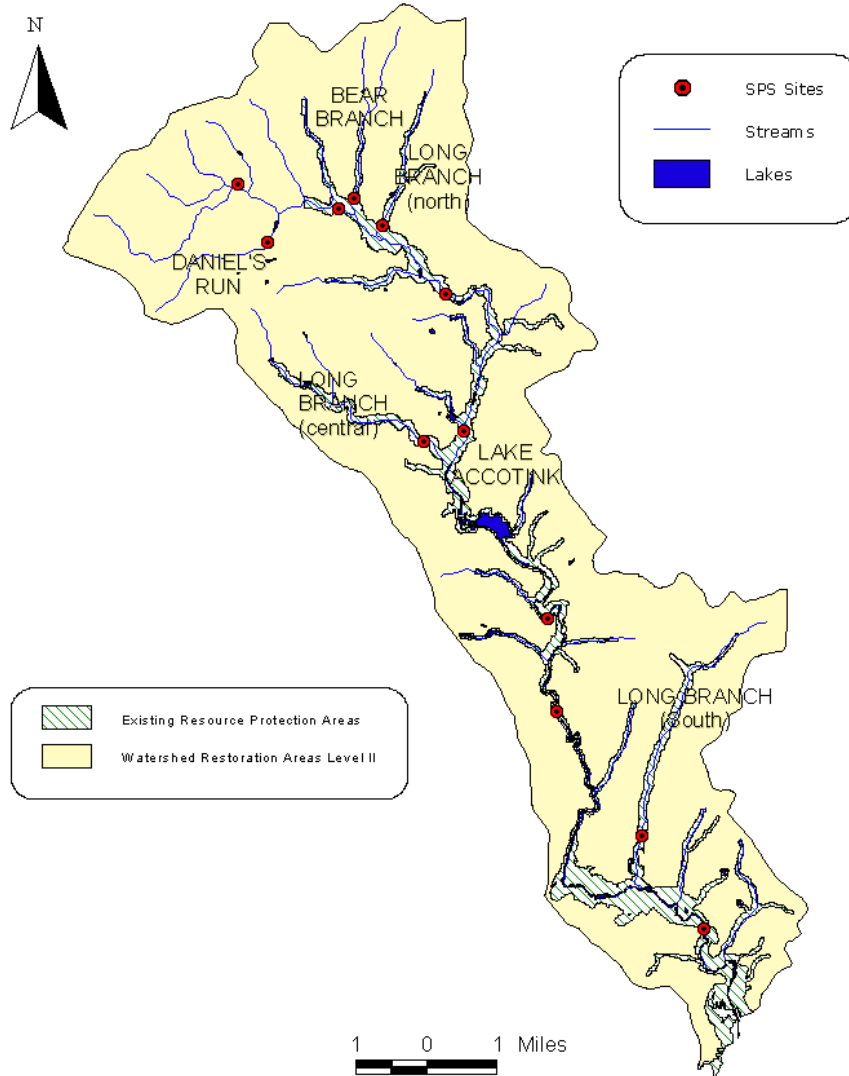 N
SPS Sites
Streams
Lakes
BEAR
BRANCH
LONG
BRANCH
(north)
DANIEL'S
RUN
LONG
BRANCH
(central)
LAKE
ACCOTINK
LONG BRANCH
(South)
Existing Resource Protection Areas
Watershed Restoration Areas Level II
1 0 1 Miles